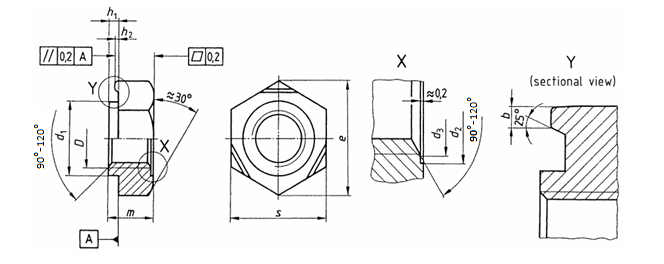 h1
h2
// 0,2 A
⏥ 0,2
Y
≈30°
d1
D
90°-120°
X
m
A
e
s
X
≈0,2
d3
d2
90°-120°
Y
(sectional view)
b
25°